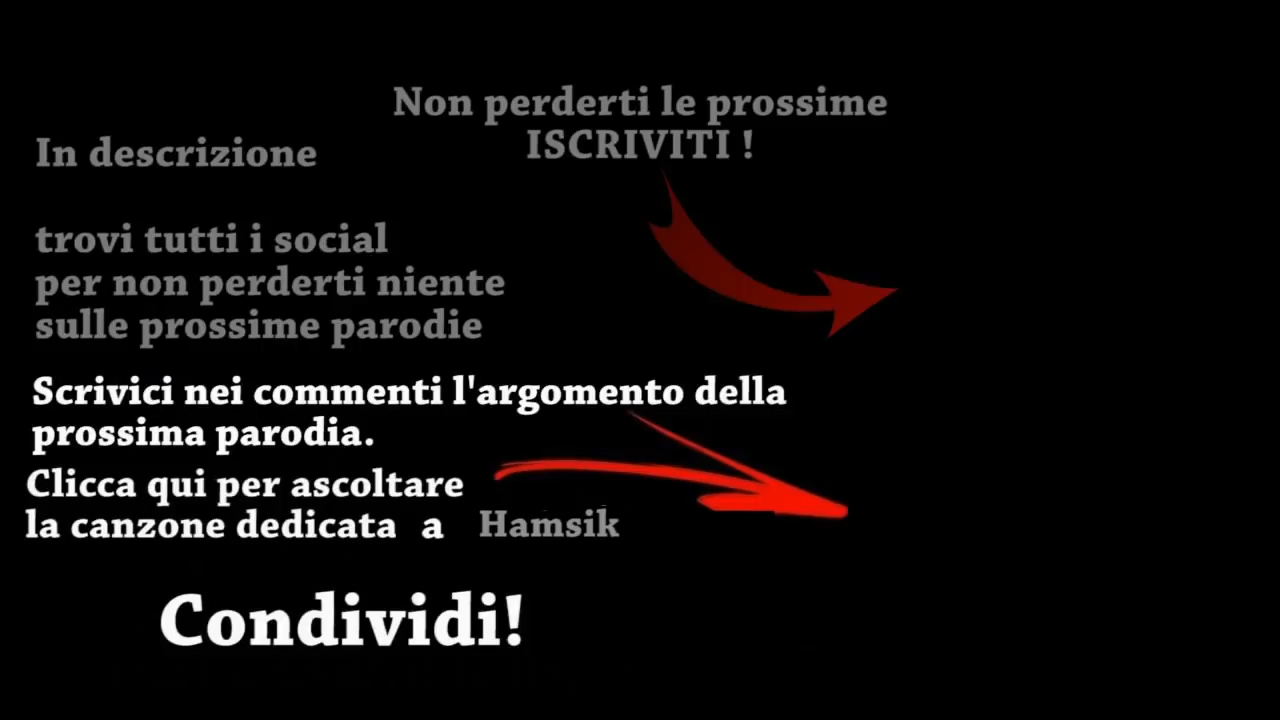 Non perderti le prossime
ISCRIVITI !
In descrizione
trovi tutti i social
per non perderti niente
sulle prossime parodie
Scrivici nei commenti l'argomento della
prossima parodia.
Clicca qui per ascoltare
la canzone dedicata a Hamsik
Condividi!